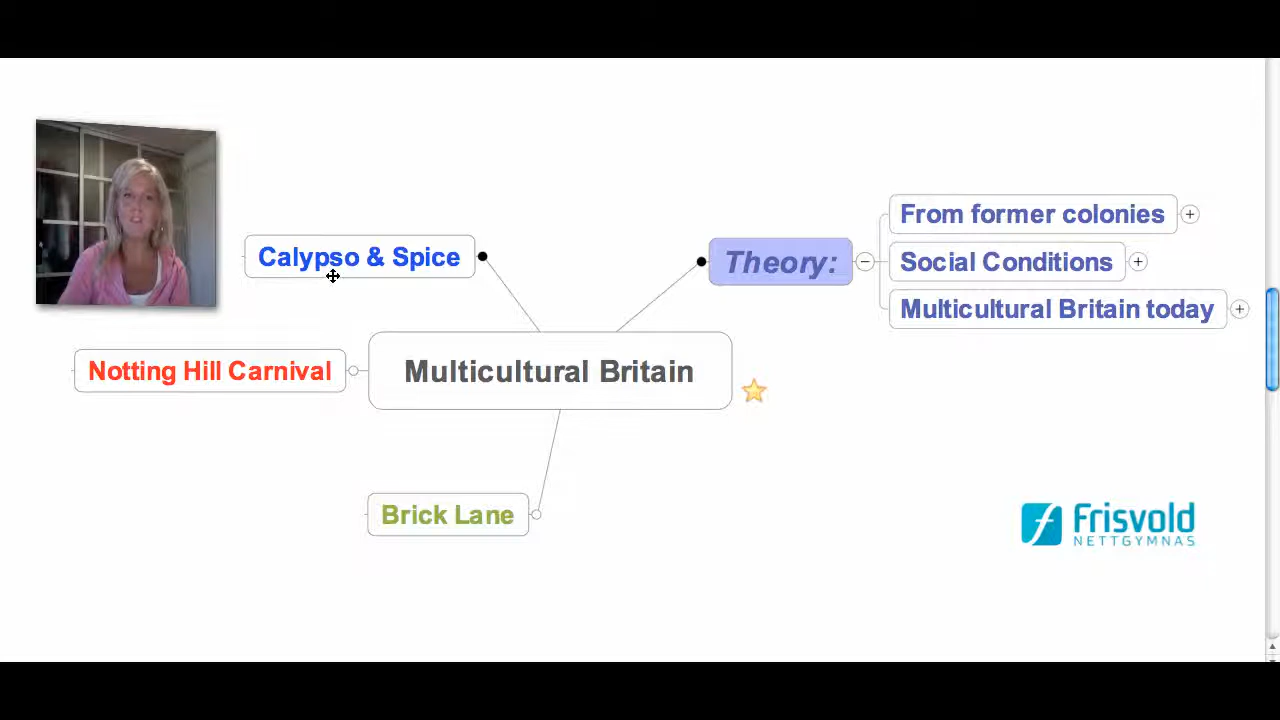 Calypso & Spice
Notting Hill Carnival
Multicultural Britain
Brick Lane
Theory:
From former colonies
Social Conditions
Multicultural Britain today
Frisvold
NETTGYMNAS